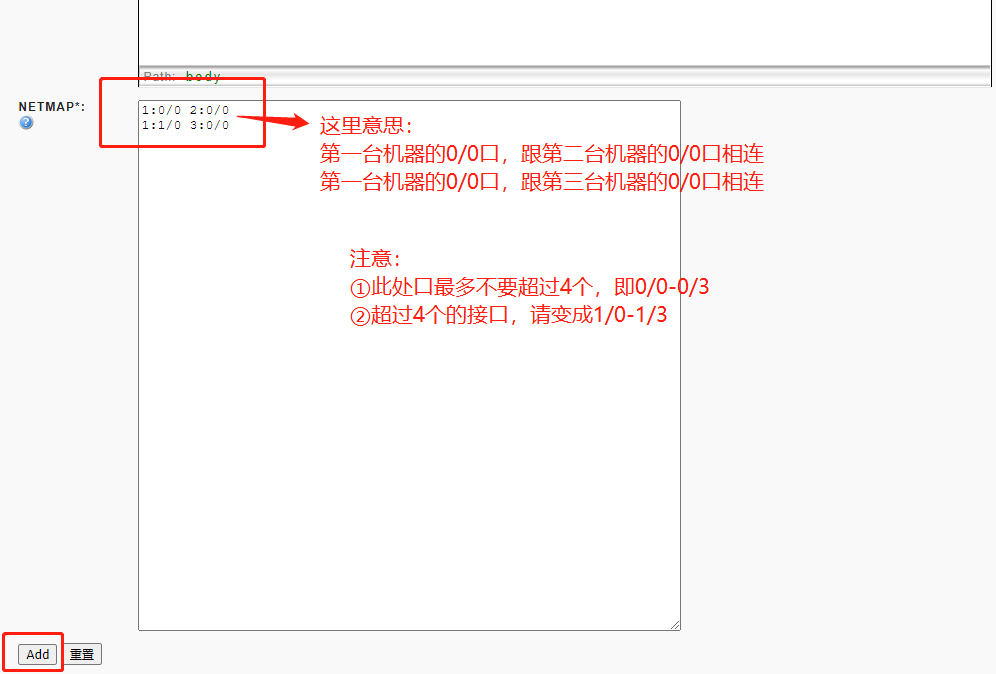 Path: body
NETMAP*:
1:0/0 2:0/0
1:1/0 3:0/0
这里意思：
第一台机器的0/0口，跟第二台机器的0/0口相连
第一台机器的0/0口，跟第三台机器的0/0口相连
注意：
①此处口最多不要超过4个，即0/0-0/3
②超过4个的接口，请变成1/0-1/3
Add 重置